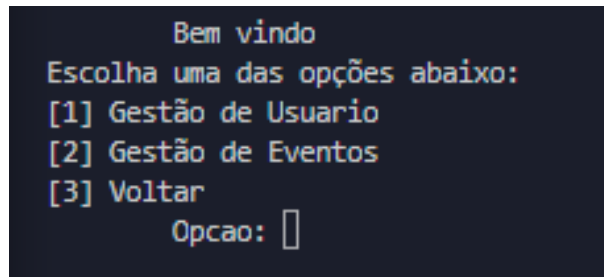 Bem vindo
Escolha uma das opções abaixo:
[1] Gestão de Usuario
[2] Gestão de Eventos
[3] Voltar
Opcao: